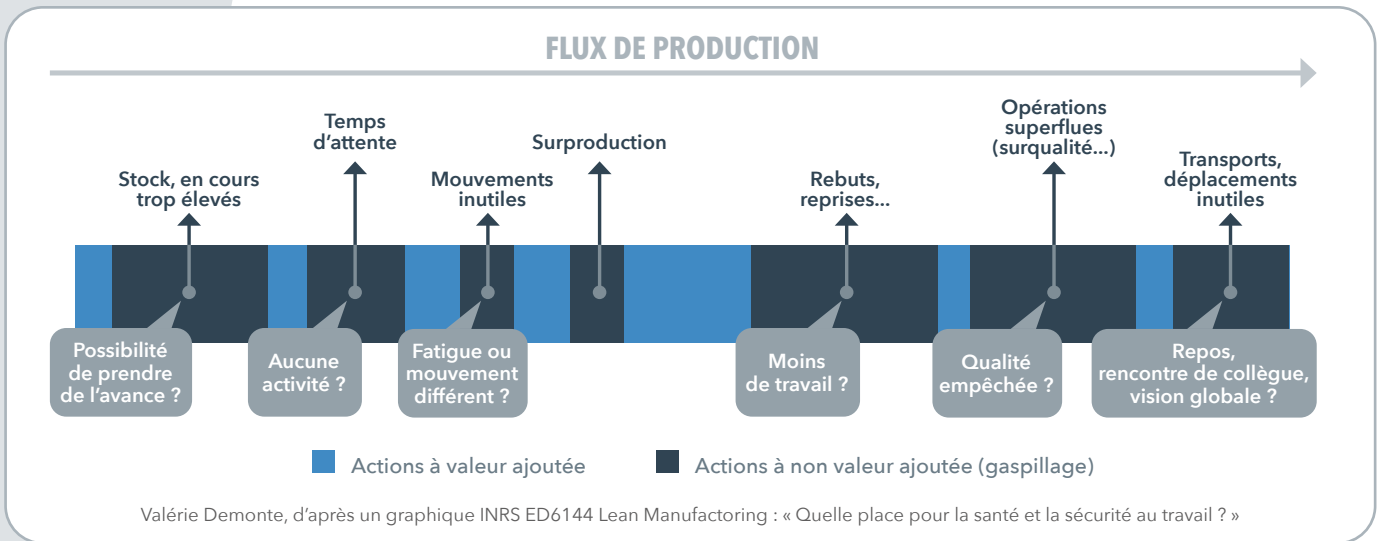 FLUX DE PRODUCTION
Stock, en cours
trop élevés
Temps
d'attente
Mouvements
inutiles
Surproduction
Rebuts,
reprises...
Opérations
superflues
(surqualité...)
Transports,
déplacements
inutiles
Possibilité
de prendre
de l'avance ?
Aucune
activité ?
Fatigue ou
mouvement
différent ?
Moins
de travail ?
Qualité
empêchée ?
Repos,
rencontre de collègue,
vision globale ?
Actions à valeur ajoutée
Actions à non valeur ajoutée (gaspillage)
Valérie Demonte, d'après un graphique INRS ED6144 Lean Manufactoring : « Quelle place pour la santé et la sécurité au travail ? »